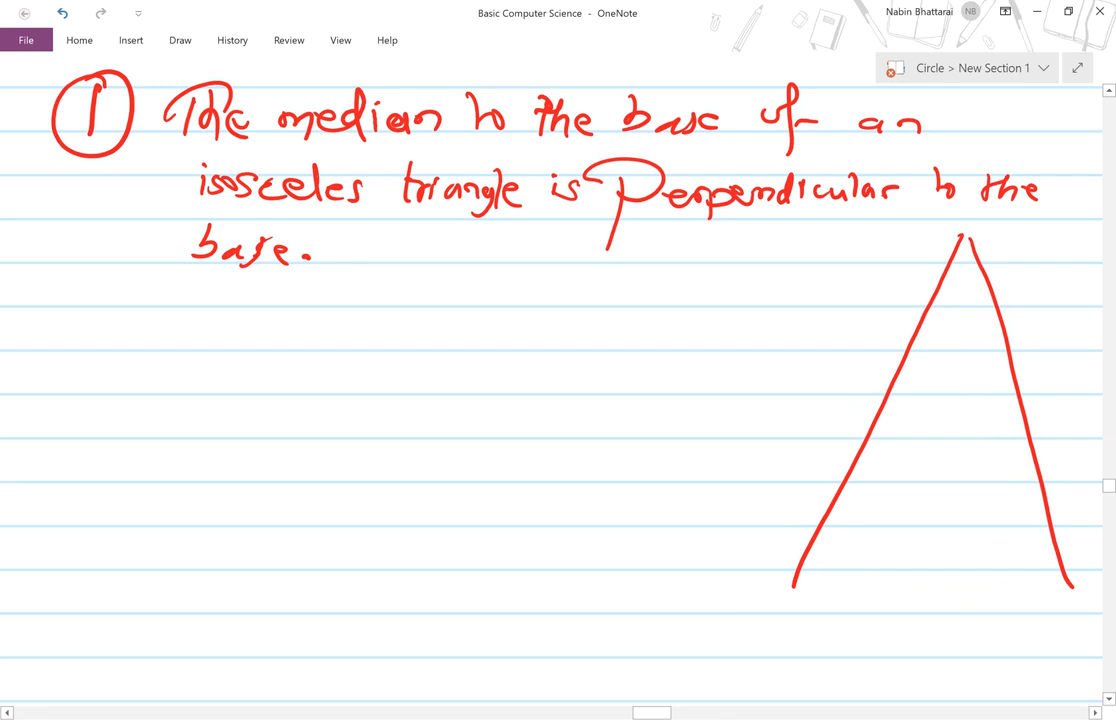 Basic Computer Science - OneNote
Nabin Bhattarai NB
File Home Insert Draw History Review View Help
Circle > New Section 1
① The median to the base of an
isosceles triangle is Perpendicular to the
base.